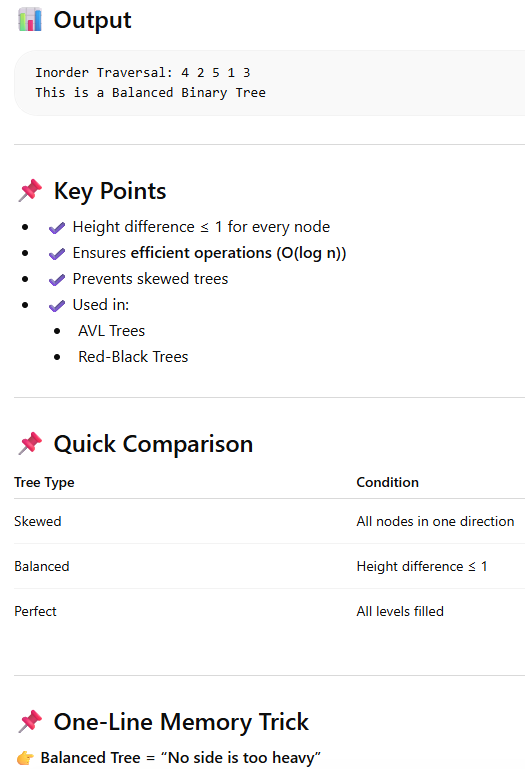 Output
Inorder Traversal: 4 2 5 1 3
This is a Balanced Binary Tree
Key Points
Height difference ≤ 1 for every node
Ensures efficient operations (O(log n))
Prevents skewed trees
Used in:
AVL Trees
Red-Black Trees
Quick Comparison
Tree Type Condition
Skewed All nodes in one direction
Balanced Height difference ≤ 1
Perfect All levels filled
One-Line Memory Trick
Balanced Tree = “No side is too heavy”